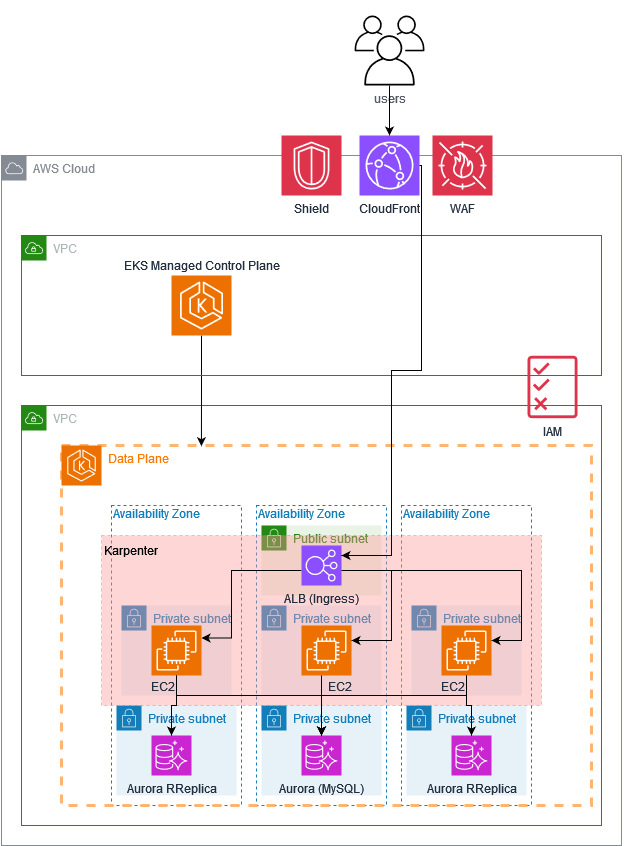 users
AWS Cloud
Shield
CloudFront
WAF
VPC
EKS Managed Control Plane
K
IAM
VPC
K
Data Plane
Availability Zone
Availability Zone
Availability Zone
Public subnet
Karpenter
ALB (Ingress)
Private subnet
Private subnet
Private subnet
EC2
EC2
EC2
Private subnet
Private subnet
Private subnet
Aurora RReplica
Aurora (MySQL)
Aurora RReplica